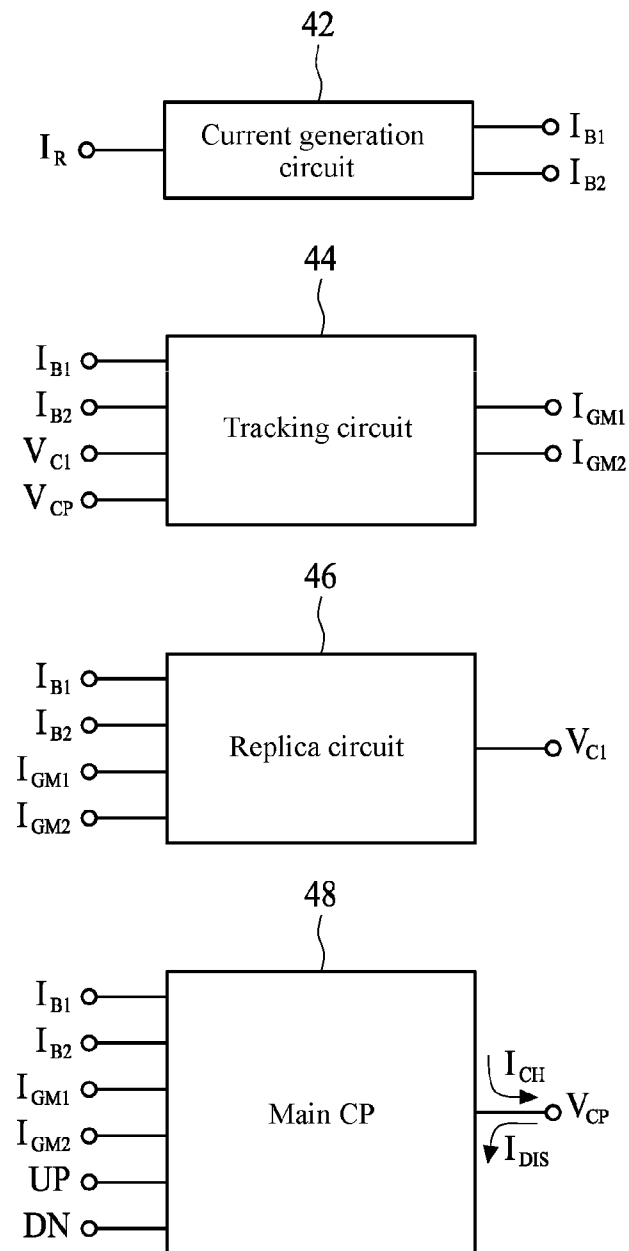 42
Current generation
circuit
I_R
I_B1
I_B2
44
Tracking circuit
I_B1
I_B2
V_C1
V_CP
I_GM1
I_GM2
46
Replica circuit
I_B1
I_B2
I_GM1
I_GM2
V_C1
48
Main CP
I_B1
I_B2
I_GM1
I_GM2
UP
DN
I_CH
V_CP
I_DIS